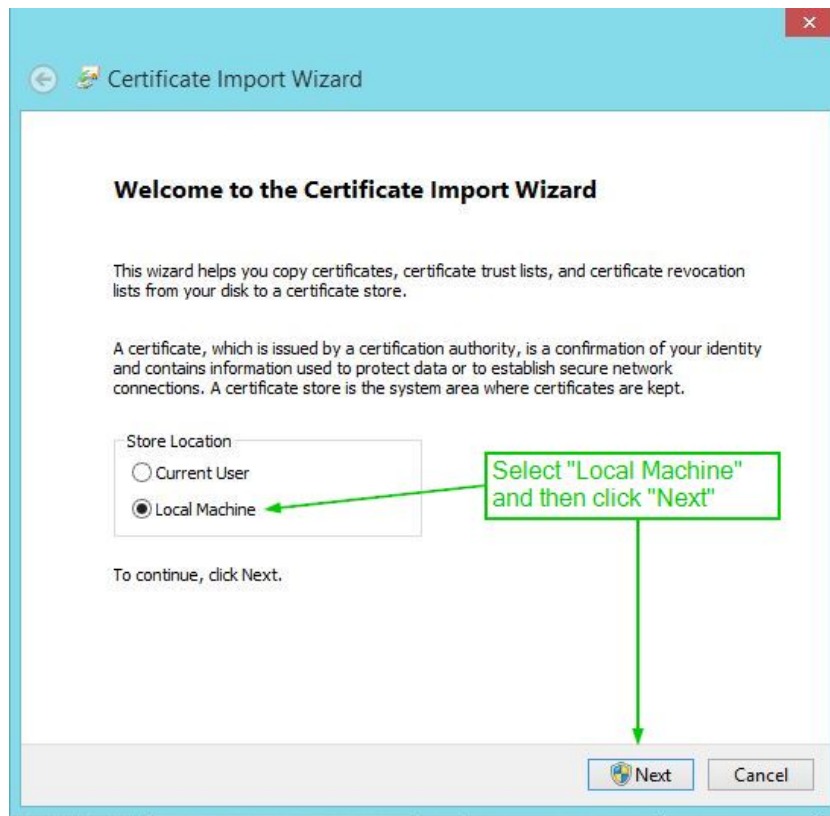 Certificate Import Wizard
Welcome to the Certificate Import Wizard
This wizard helps you copy certificates, certificate trust lists, and certificate revocation
lists from your disk to a certificate store.
A certificate, which is issued by a certification authority, is a confirmation of your identity
and contains information used to protect data or to establish secure network
connections. A certificate store is the system area where certificates are kept.
Store Location
Current User
Local Machine
Select "Local Machine"
and then click "Next"
To continue, click Next.
Next
Cancel